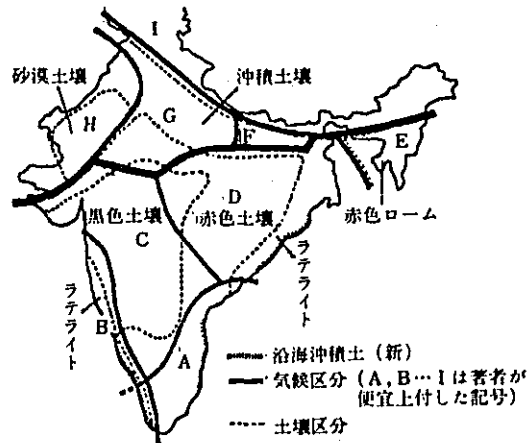 I
砂漠土壌
沖積土壌
H
G
F
E
D
黒色土壌
赤色土壌
赤色ローム
C
ラテライト
ラテライト
B
A
沿海沖積土(新)
気候区分(A,B…Iは著者が
便宜上付した記号)
土壌区分